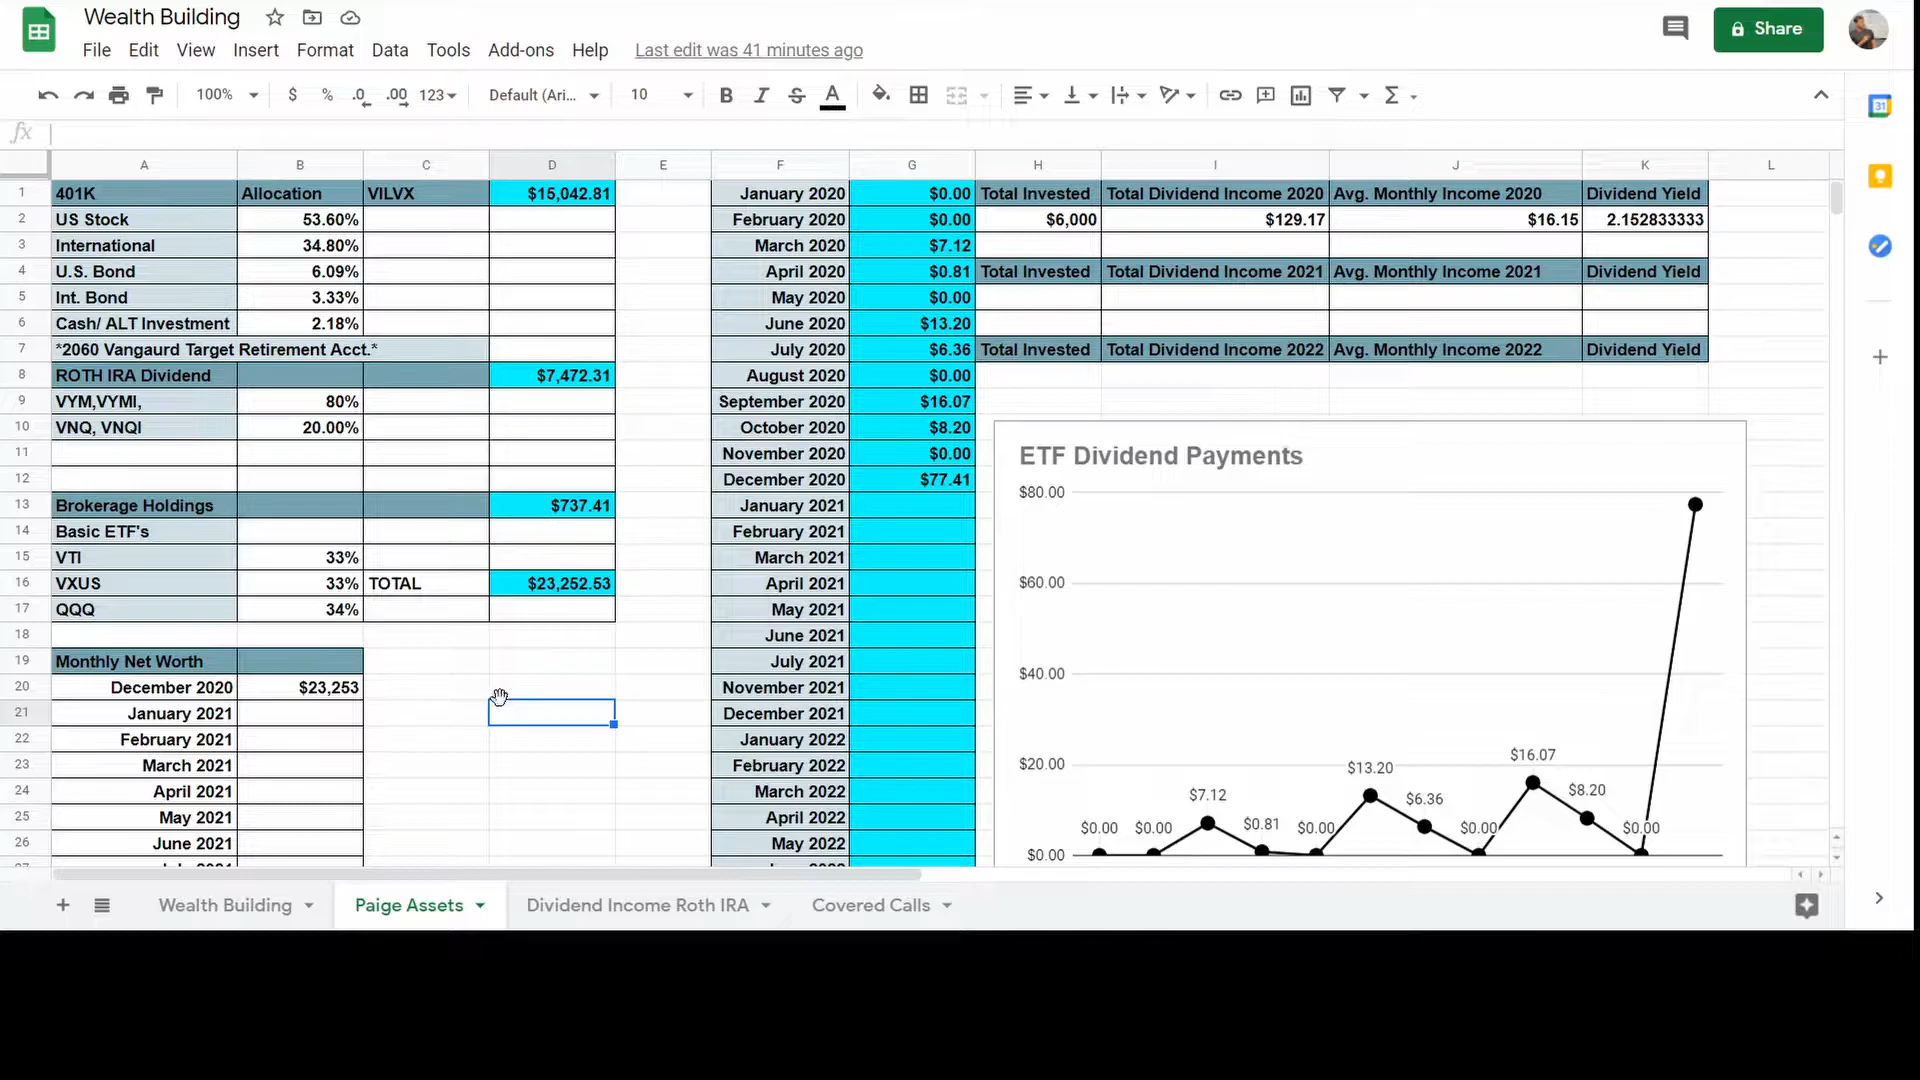 Wealth Building
File Edit View Insert Format Data Tools Add-ons Help Last edit was 41 minutes ago
Share
100% $ % .0 .00 123 Default (Ari... 10 B I S A Σ
31
fx
A B C D E F G H I J K L
1 401K Allocation VILVX $15,042.81 January 2020 $0.00 Total Invested Total Dividend Income 2020 Avg. Monthly Income 2020 Dividend Yield
2 US Stock 53.60% February 2020 $0.00 $6,000 $129.17 $16.15 2.152833333
3 International 34.80% March 2020 $7.12
4 U.S. Bond 6.09% April 2020 $0.81 Total Invested Total Dividend Income 2021 Avg. Monthly Income 2021 Dividend Yield
5 Int. Bond 3.33% May 2020 $0.00
6 Cash/ ALT Investment 2.18% June 2020 $13.20
7 *2060 Vangaurd Target Retirement Acct.* July 2020 $6.36 Total Invested Total Dividend Income 2022 Avg. Monthly Income 2022 Dividend Yield
8 ROTH IRA Dividend $7,472.31 August 2020 $0.00
9 VYM,VYMI, 80% September 2020 $16.07
10 VNQ, VNQI 20.00% October 2020 $8.20
11 November 2020 $0.00
12 December 2020 $77.41
13 Brokerage Holdings $737.41 January 2021
14 Basic ETF's February 2021
15 VTI 33% March 2021
16 VXUS 33% TOTAL $23,252.53 April 2021
17 QQQ 34% May 2021
18 June 2021
19 Monthly Net Worth July 2021
20 December 2020 $23,253 November 2021
21 January 2021 December 2021
22 February 2021 January 2022
23 March 2021 February 2022
24 April 2021 March 2022
25 May 2021 April 2022
26 June 2021 May 2022
ETF Dividend Payments
$80.00
$60.00
$40.00
$20.00
$0.00
$0.00 $0.00 $7.12 $0.81 $0.00 $13.20 $6.36 $0.00 $16.07 $8.20 $0.00
+ Wealth Building Paige Assets Dividend Income Roth IRA Covered Calls